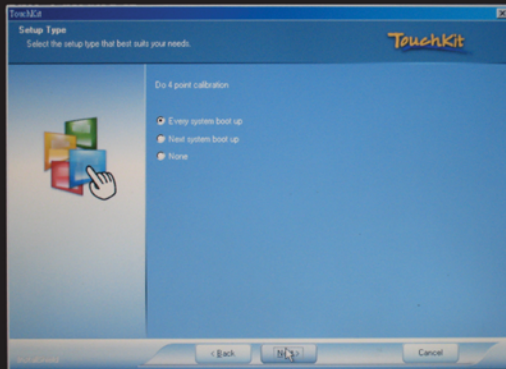 TouchKit
Setup Type
Select the setup type that best suits your needs.
TouchKit
Do 4 point calibration
Every system boot up
Next system boot up
None
< Back
Next >
Cancel